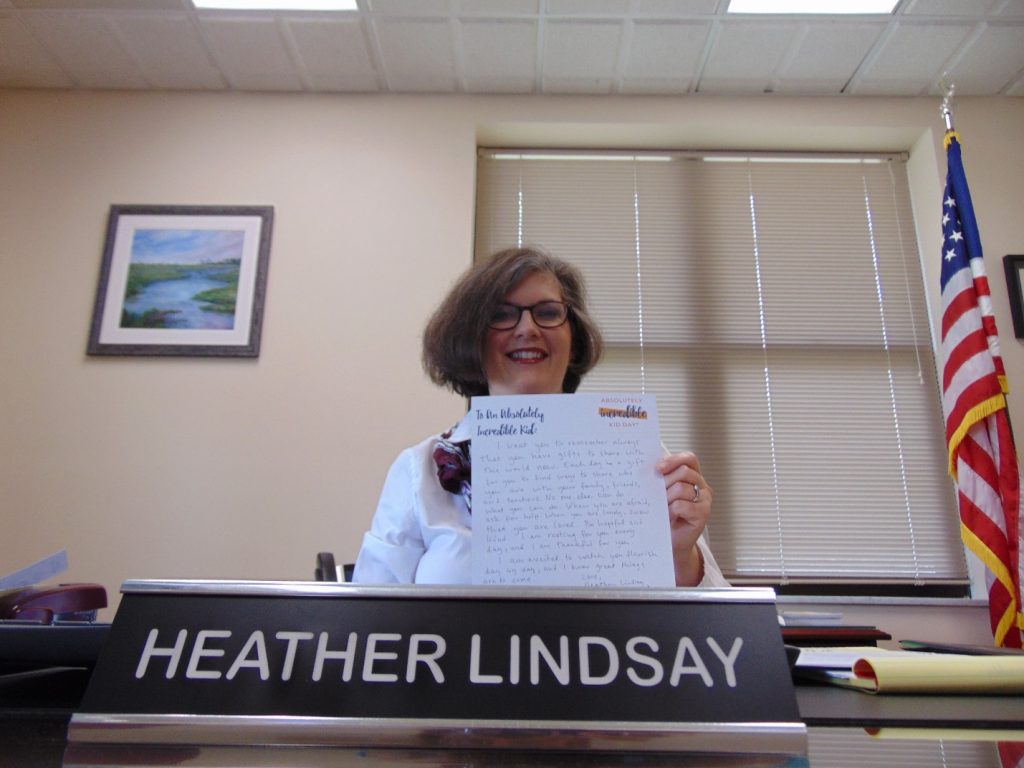 To An Absolutely
Incredible Kid:
ABSOLUTELY
incredible
KID DAY®
I want you to remember always
that you have gifts to share with
the world now. Each day is a gift
for you to find ways to share who
you are with your family, friends,
and teachers. No one else can do
what you can do. When you are afraid,
ask for help. When you are lonely, know
that you are loved. Be hopeful and
kind. I am rooting for you every
day, and I am thankful for you.
I am excited to watch you flourish
day by day, and I know great things
are to come.
Love,
Heather Lindsay
HEATHER LINDSAY